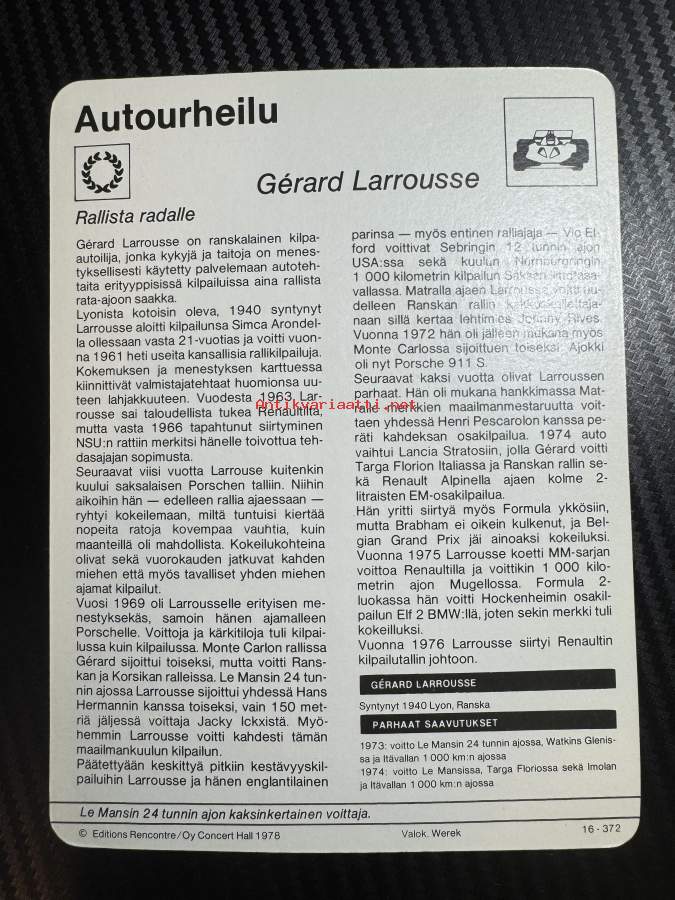 Autourheilu
Gérard Larrousse
Rallista radalle
Gérard Larrousse on ranskalainen kilpa-
autoilija, jonka kykyjä ja taitoja on menes-
tyksellisesti käytetty palvelemaan autoteh-
taita erityyppisissä kilpailuissa aina rallista
rata-ajoon saakka.
Lyonista kotoisin oleva, 1940 syntynyt
Larrousse aloitti kilpailunsa Simca Arondel-
la ollessaan vasta 21-vuotias ja voitti vuon-
na 1961 heti useita kansallisia rallikilpailuja.
Kokemuksen ja menestyksen karttuessa
kiinnittivät valmistajatehtaat huomionsa uu-
teen lahjakkuuteen. Vuodesta 1963 Lar-
rousse sai taloudellista tukea Renaultilta,
mutta vasta 1966 tapahtunut siirtyminen
NSU:n rattiin merkitsi hänelle toivottua teh-
dasajajan sopimusta.
Seuraavat viisi vuotta Larrouse kuitenkin
kuului saksalaisen Porschen talliin. Niihin
aikoihin hän — edelleen rallia ajaessaan —
ryhtyi kokeilemaan, miltä tuntuisi kiertää
nopeita ratoja kovempaa vauhtia, kuin
maanteillä oli mahdollista. Kokeilukohteina
olivat sekä vuorokauden jatkuvat kahden
miehen että myös tavalliset yhden miehen
ajamat kilpailut.
Vuosi 1969 oli Larrousselle erityisen me-
nestyksekäs, samoin hänen ajamalleen
Porschelle. Voittoja ja kärkitiloja tuli kilpai-
lussa kuin kilpailussa. Monte Carlon rallissa
Gérard sijoittui toiseksi, mutta voitti Rans-
kan ja Korsikan ralleissa. Le Mansin 24 tun-
nin ajossa Larrousse sijoittui yhdessä Hans
Hermannin kanssa toiseksi, vain 150 met-
riä jäljessä voittaja Jacky Ickxistä. Myö-
hemmin Larrousse voitti kahdesti tämän
maailmankuulun kilpailun.
Päätettyään keskittyä pitkiin kestävyyskil-
pailuihin Larrousse ja hänen englantilainen
parinsa — myös entinen ralliajaja — Vic El-
ford voittivat Sebringin 12 tunnin ajon
USA:ssa sekä kuulun Nürnburgringin
1 000 kilometrin kilpailun Saksan liittotasa-
vallassa. Matralla ajaen Larrousse voitti uu-
delleen Ranskan rallin
naan sillä kertaa lehtimies Johnny Rives.
Vuonna 1972 hän oli jälleen mukana myös
Monte Carlossa sijoittuen toiseksi. Ajokki
oli nyt Porsche 911 S.
Seuraavat kaksi vuotta olivat Larroussen
parhaat. Hän oli mukana hankkimassa Mat-
ralle merkkien maailmanmestaruutta voit-
taen yhdessä Henri Pescarolon kanssa pe-
räti kahdeksan osakilpailua. 1974 auto
vaihtui Lancia Stratosiin, jolla Gérard voitti
Targa Florion Italiassa ja Ranskan rallin se-
kä Renault Alpinella ajaen kolme 2-
litraisten EM-osakilpailua.
Hän yritti siirtyä myös Formula ykkösiin,
mutta Brabham ei oikein kulkenut, ja Bel-
gian Grand Prix jäi ainoaksi kokeiluksi.
Vuonna 1975 Larrousse koetti MM-sarjan
voittoa Renaultilla ja voittikin 1 000 kilo-
metrin ajon Mugellossa. Formula 2-
luokassa hän voitti Hockenheimin osakil-
pailun Elf 2 BMW:llä, joten sekin merkki tuli
kokeilluksi.
Vuonna 1976 Larrousse siirtyi Renaultin
kilpailutallin johtoon.
GÉRARD LARROUSSE
Syntynyt 1940 Lyon, Ranska
PARHAAT SAAVUTUKSET
1973: voitto Le Mansin 24 tunnin ajossa, Watkins Glenis-
sa ja Itävallan 1 000 km:n ajossa
1974: voitto Le Mansissa, Targa Floriossa sekä Imolan
ja Itävallan 1 000 km:n ajossa
Le Mansin 24 tunnin ajon kaksinkertainen voittaja.
© Editions Rencontre/Oy Concert Hall 1978
Valok. Werek
16-372
Antikvariaatti.net